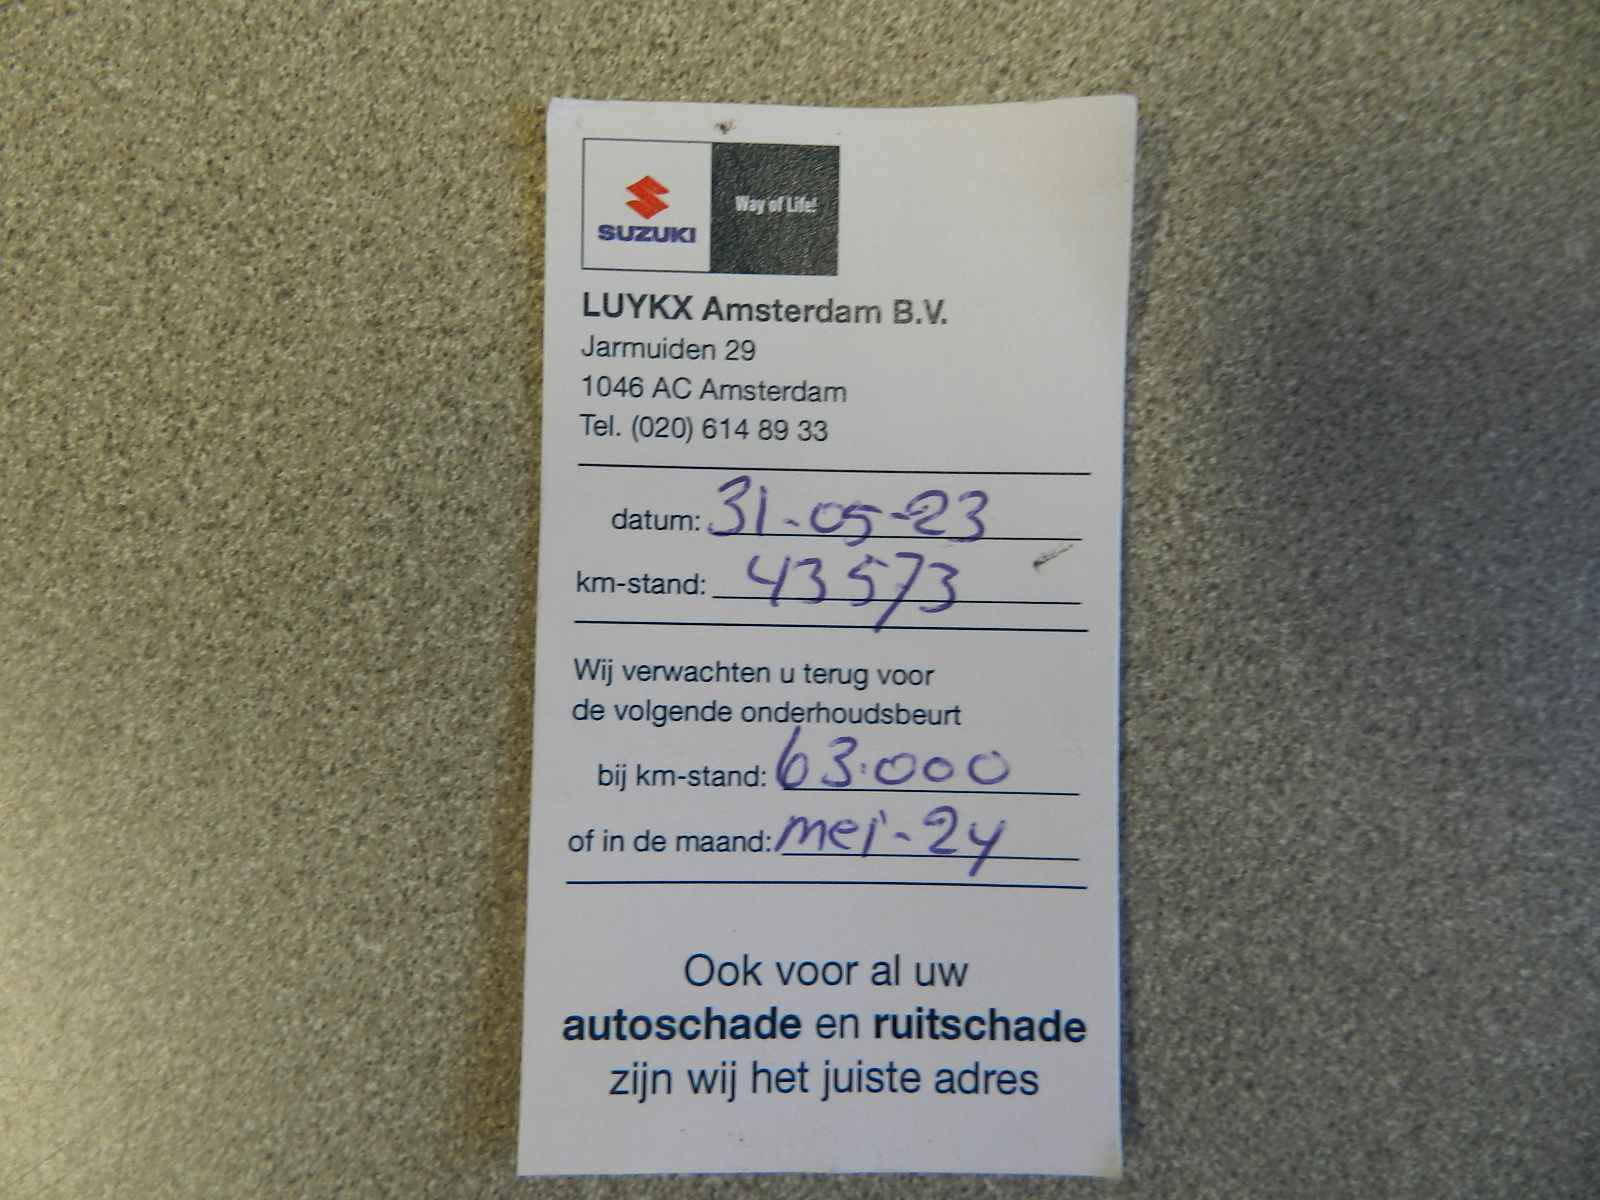 SUZUKI
Way of Life!
LUYKX Amsterdam B.V.
Jarmuiden 29
1046 AC Amsterdam
Tel. (020) 614 89 33
datum: 31-05-23
km-stand: 43573
Wij verwachten u terug voor
de volgende onderhoudsbeurt
bij km-stand: 63.000
of in de maand: mei-24
Ook voor al uw
autoschade en ruitschade
zijn wij het juiste adres